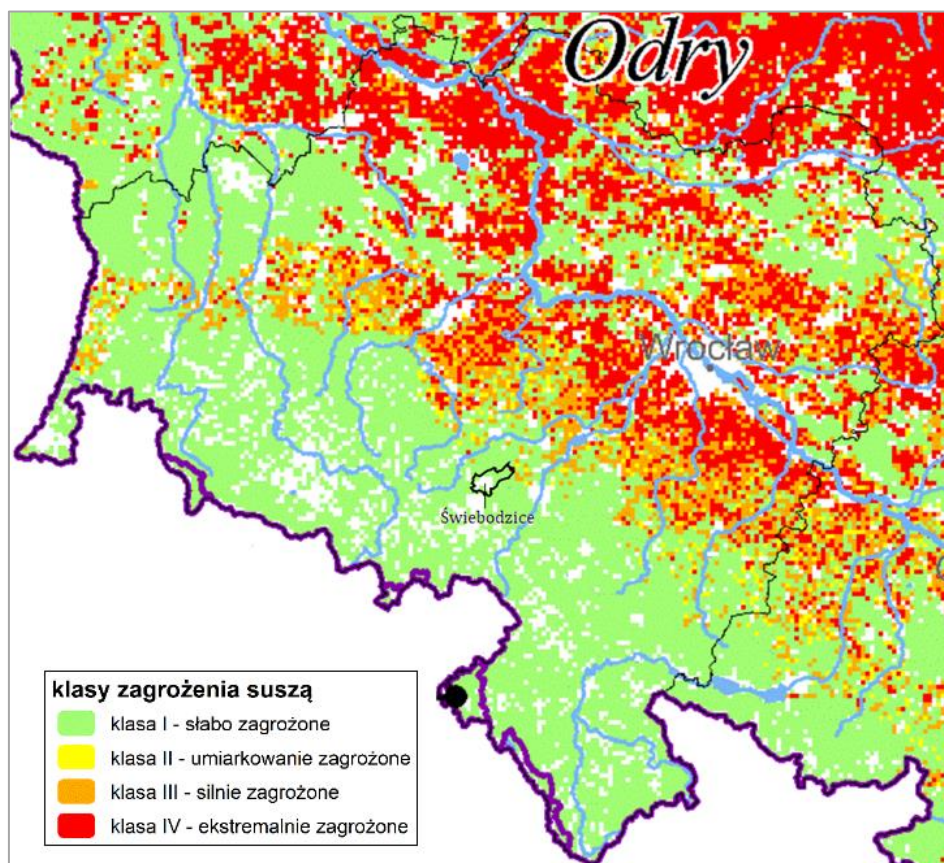 Odry
Wrocław
Świebodzice
klasy zagrożenia suszą
klasa I - słabo zagrożone
klasa II - umiarkowanie zagrożone
klasa III - silnie zagrożone
klasa IV - ekstremalnie zagrożone